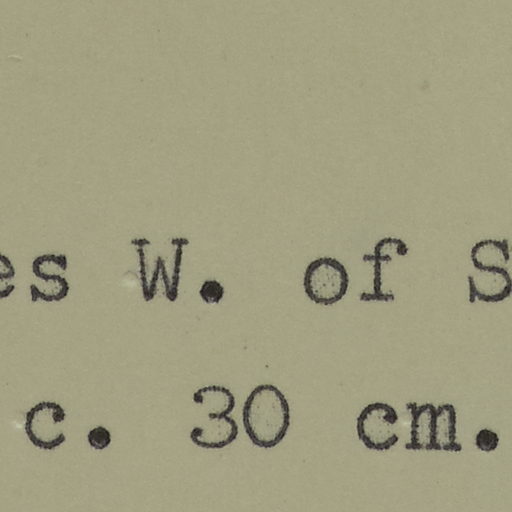 es W. of S
c. 30 cm.